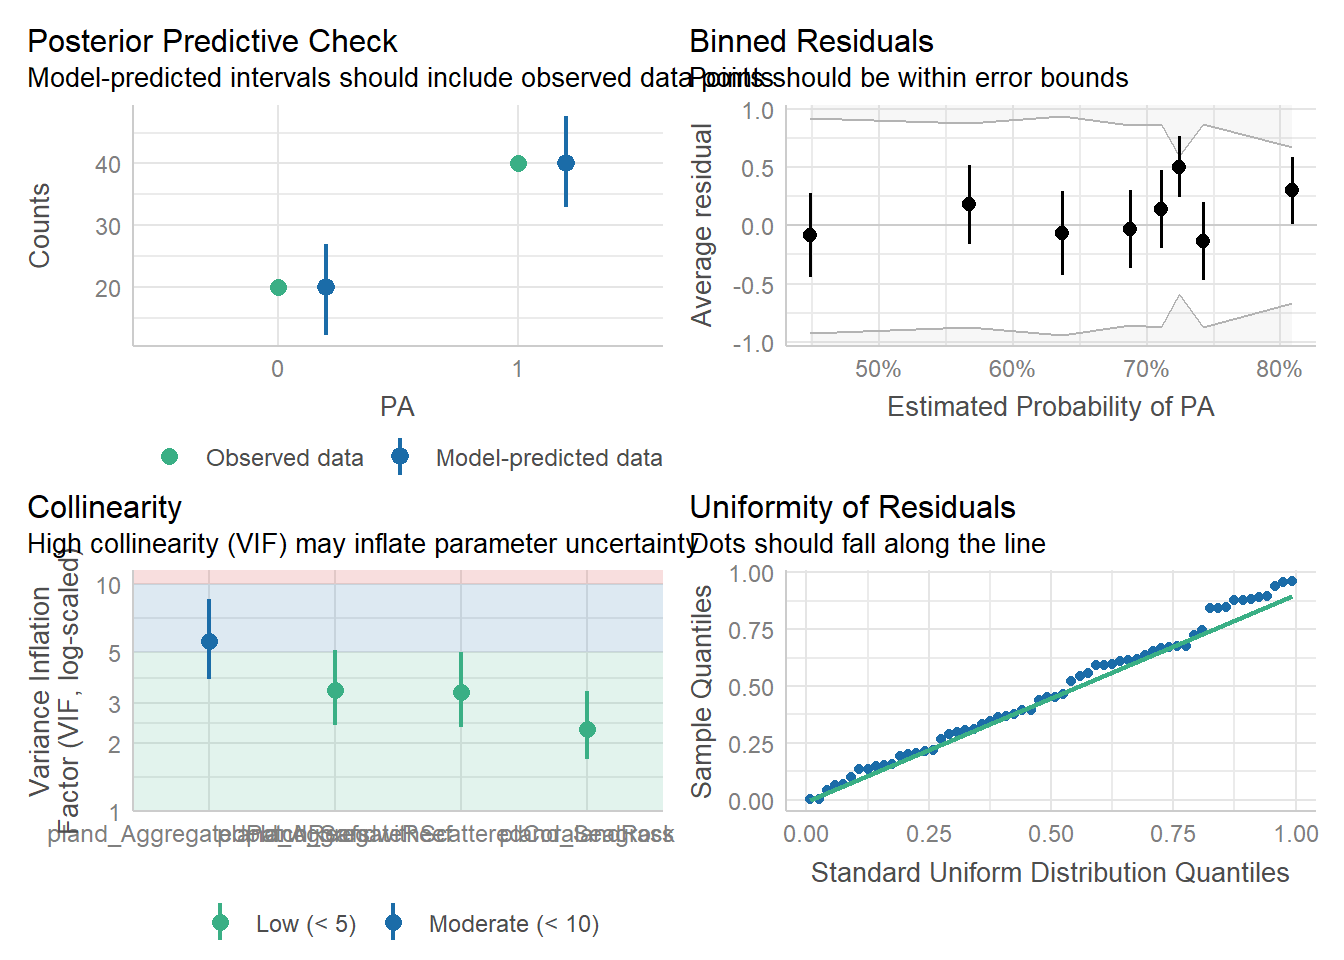 Posterior Predictive Check
Model-predicted intervals should include observed data points
Counts
40
30
20
0
1
PA
Observed data
Model-predicted data
Binned Residuals
Points should be within error bounds
Average residual
1.0
0.5
0.0
-0.5
-1.0
50%
60%
70%
80%
Estimated Probability of PA
Collinearity
High collinearity (VIF) may inflate parameter uncertainty
Variance Inflation
Factor (VIF, log-scaled)
10
5
3
2
1
pland_Aggregate
Low (< 5)
Moderate (< 10)
Uniformity of Residuals
Dots should fall along the line
Sample Quantiles
1.00
0.75
0.50
0.25
0.00
0.00
0.25
0.50
0.75
1.00
Standard Uniform Distribution Quantiles